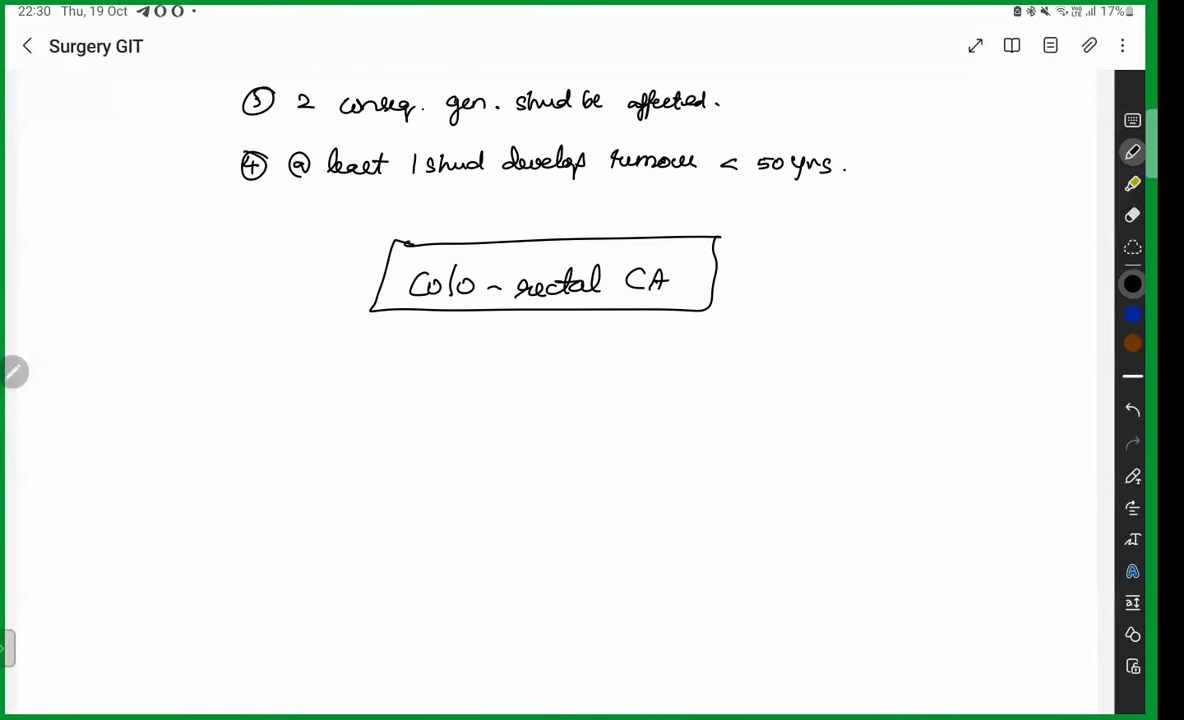 22:30 Thu, 19 Oct
17%
Surgery GIT
③ 2 conseq. gen. shud be affected.
④ @ least 1 shud develop tumour < 50 yrs.
Colo - rectal CA